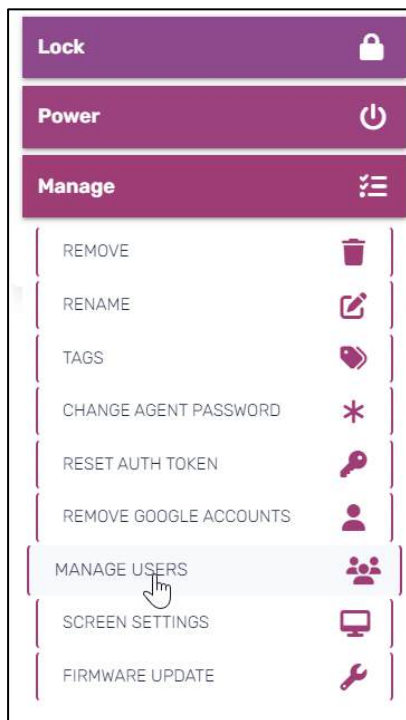 Lock
Power
Manage
REMOVE
RENAME
TAGS
CHANGE AGENT PASSWORD
RESET AUTH TOKEN
REMOVE GOOGLE ACCOUNTS
MANAGE USERS
SCREEN SETTINGS
FIRMWARE UPDATE